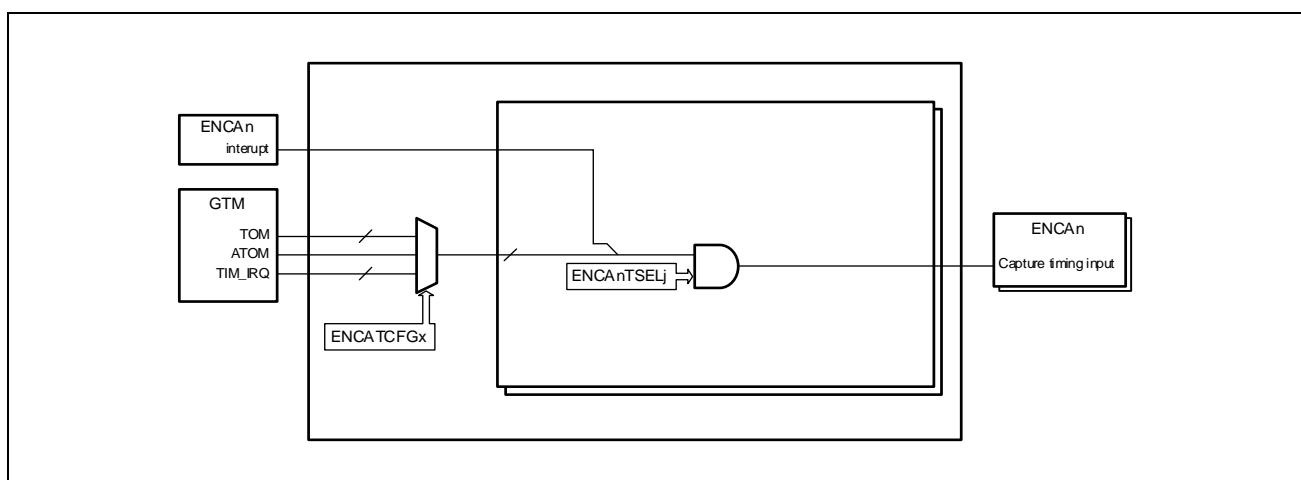 ENCAn
interupt
GTM
TOM
ATOM
TIM_IRQ
ENCATCFGx
ENCAnTSELj
ENCAn
Capture timing input